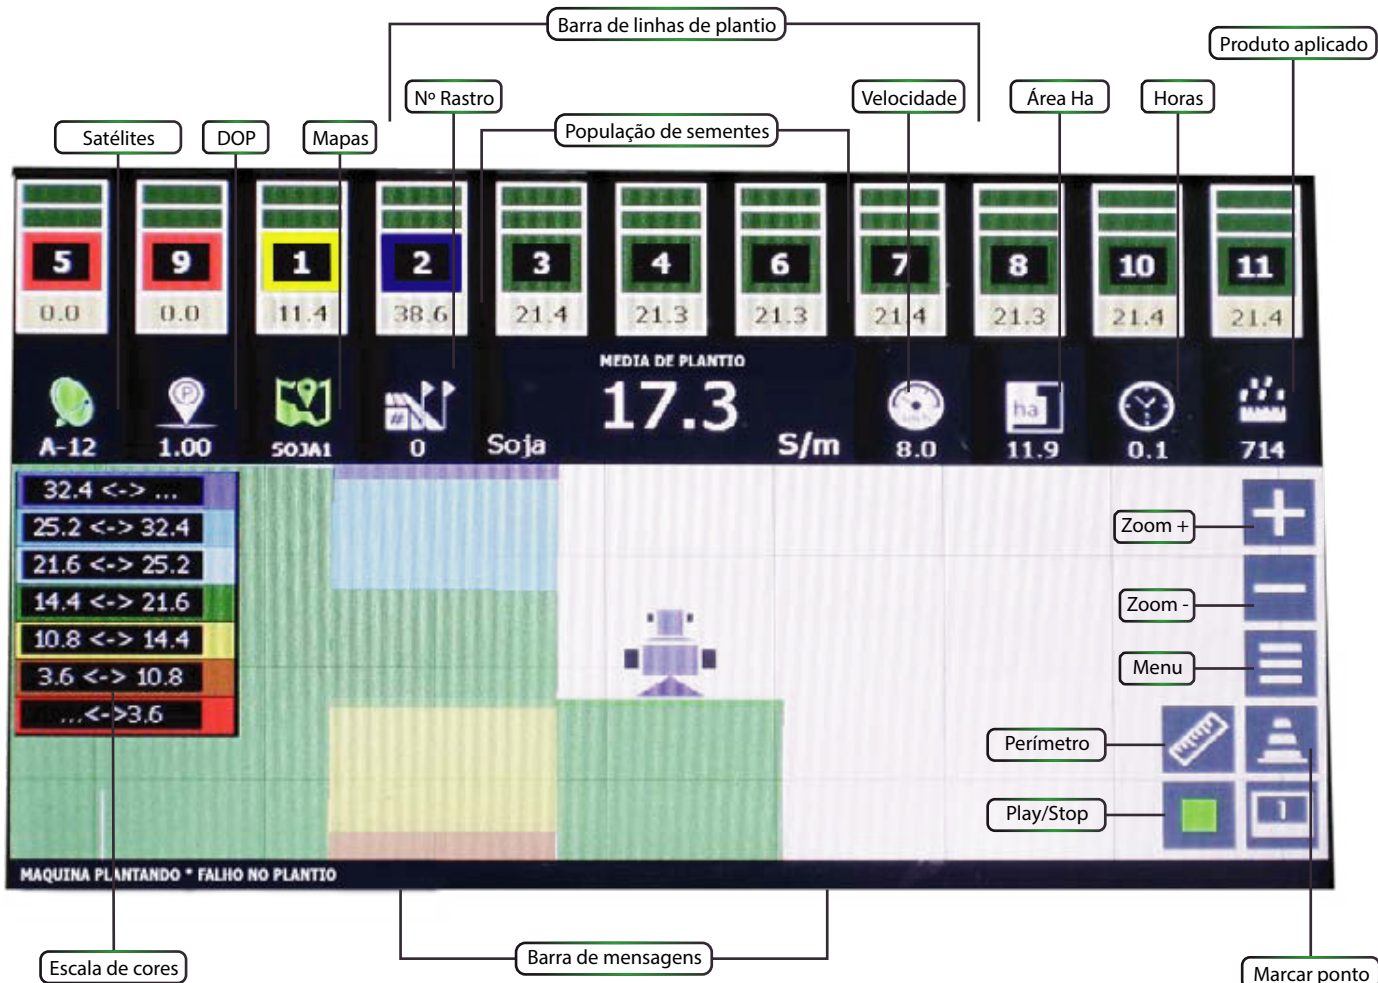 Barra de linhas de plantio
Produto aplicado
Nº Rastro
Velocidade
Área Ha
Horas
Satélites
DOP
Mapas
População de sementes
5
9
1
2
3
4
6
7
8
10
11
0.0
0.0
11.4
38.6
21.4
21.3
21.3
21.4
21.3
21.4
21.4
MEDIA DE PLANTIO
17.3
P
#
ha
A-12
1.00
SOJA1
0
Soja
S/m
8.0
11.9
0.1
714
32.4 <-> ...
25.2 <-> 32.4
21.6 <-> 25.2
14.4 <-> 21.6
10.8 <-> 14.4
3.6 <-> 10.8
...<->3.6
Zoom +
Zoom -
Menu
Perímetro
Play/Stop
1
MAQUINA PLANTANDO * FALHO NO PLANTIO
Escala de cores
Barra de mensagens
Marcar ponto